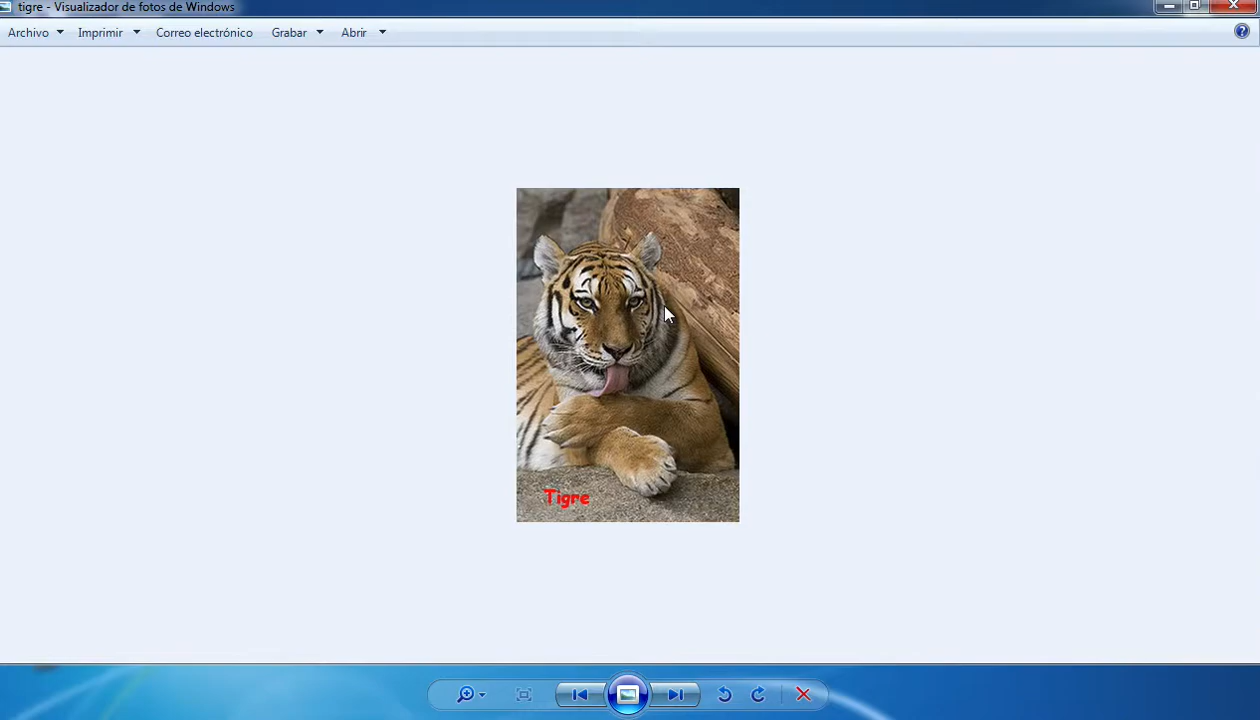 tigre - Visualizador de fotos de Windows
Archivo Imprimir Correo electrónico Grabar Abrir
Tigre